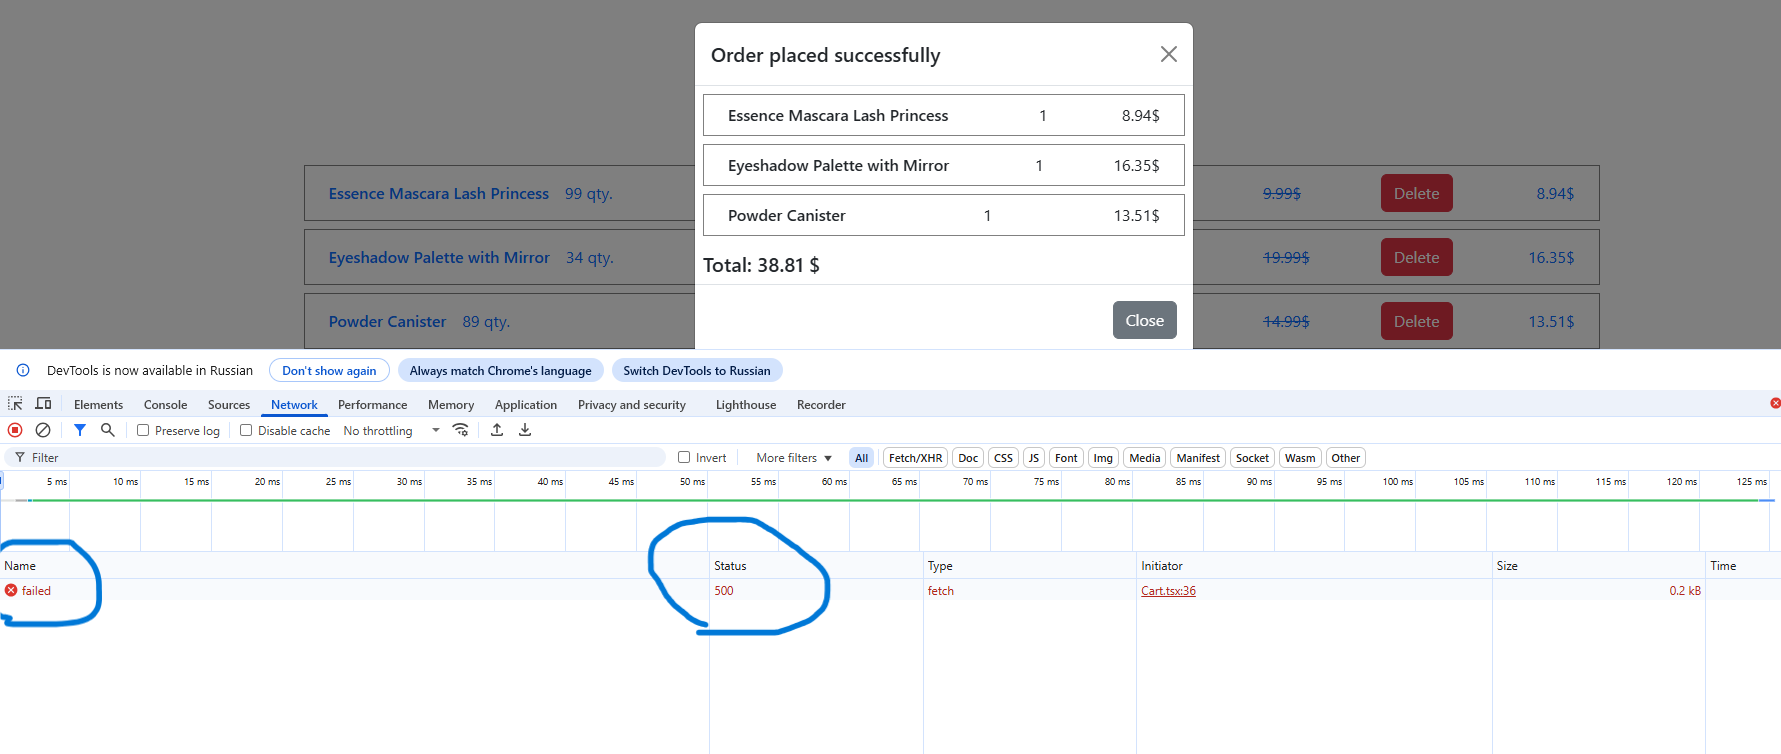 Order placed successfully
Essence Mascara Lash Princess 1 8.94$
Eyeshadow Palette with Mirror 1 16.35$
Powder Canister 1 13.51$
Total: 38.81 $
Close
Essence Mascara Lash Princess 99 qty. 9.99$ Delete 8.94$
Eyeshadow Palette with Mirror 34 qty. 19.99$ Delete 16.35$
Powder Canister 89 qty. 14.99$ Delete 13.51$
DevTools is now available in Russian Don't show again Always match Chrome's language Switch DevTools to Russian
Elements Console Sources Network Performance Memory Application Privacy and security Lighthouse Recorder
Preserve log Disable cache No throttling
Filter Invert More filters All Fetch/XHR Doc CSS JS Font Img Media Manifest Socket Wasm Other
5 ms 10 ms 15 ms 20 ms 25 ms 30 ms 35 ms 40 ms 45 ms 50 ms 55 ms 60 ms 65 ms 70 ms 75 ms 80 ms 85 ms 90 ms 95 ms 100 ms 105 ms 110 ms 115 ms 120 ms 125 ms
Name Status Type Initiator Size Time
failed 500 fetch Cart.tsx:36 0.2 kB